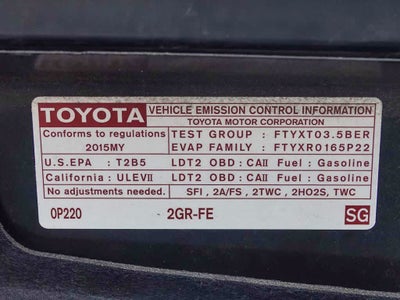 TOYOTA VEHICLE EMISSION CONTROL INFORMATION
TOYOTA MOTOR CORPORATION
Conforms to regulations TEST GROUP : FTYXT03.5BER
2015MY EVAP FAMILY : FTYXR0165P22
U.S.EPA : T2B5 LDT2 OBD: CAII Fuel : Gasoline
California : ULEVII LDT2 OBD: CAII Fuel : Gasoline
No adjustments needed. SFI , 2A/FS , 2TWC , 2HO2S, TWC
0P220 2GR-FE SG